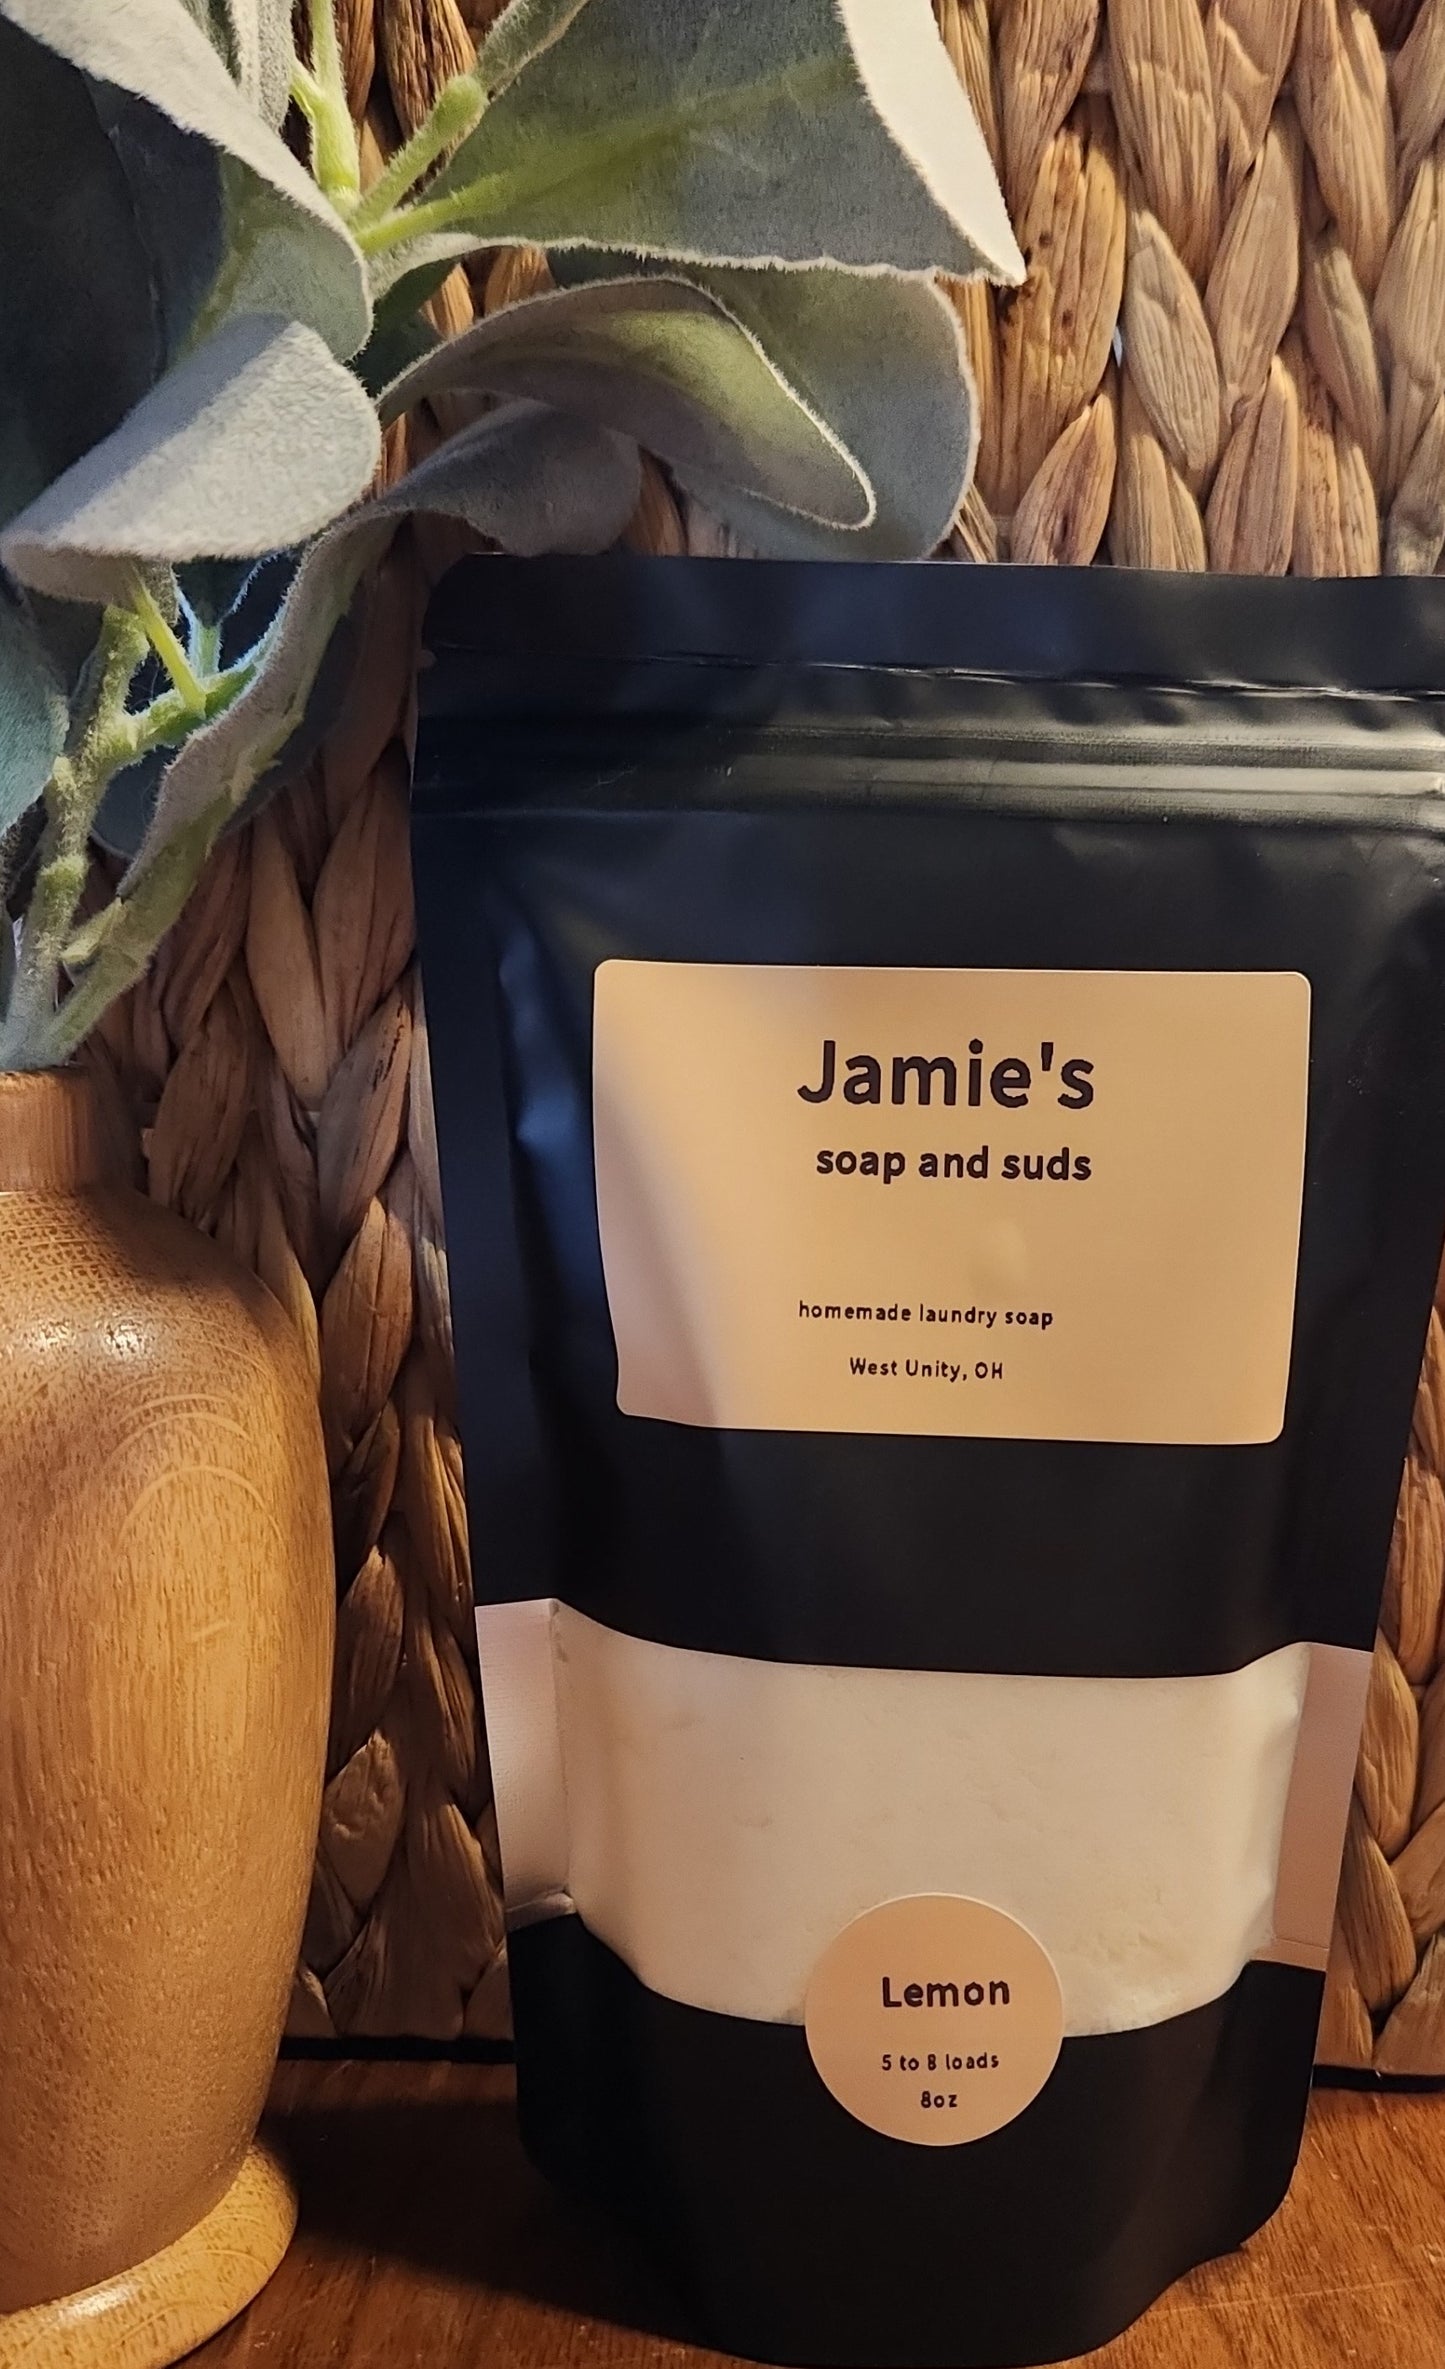 Jamie's
soap and suds
homemade laundry soap
West Unity, OH
Lemon
5 to 8 loads
8oz